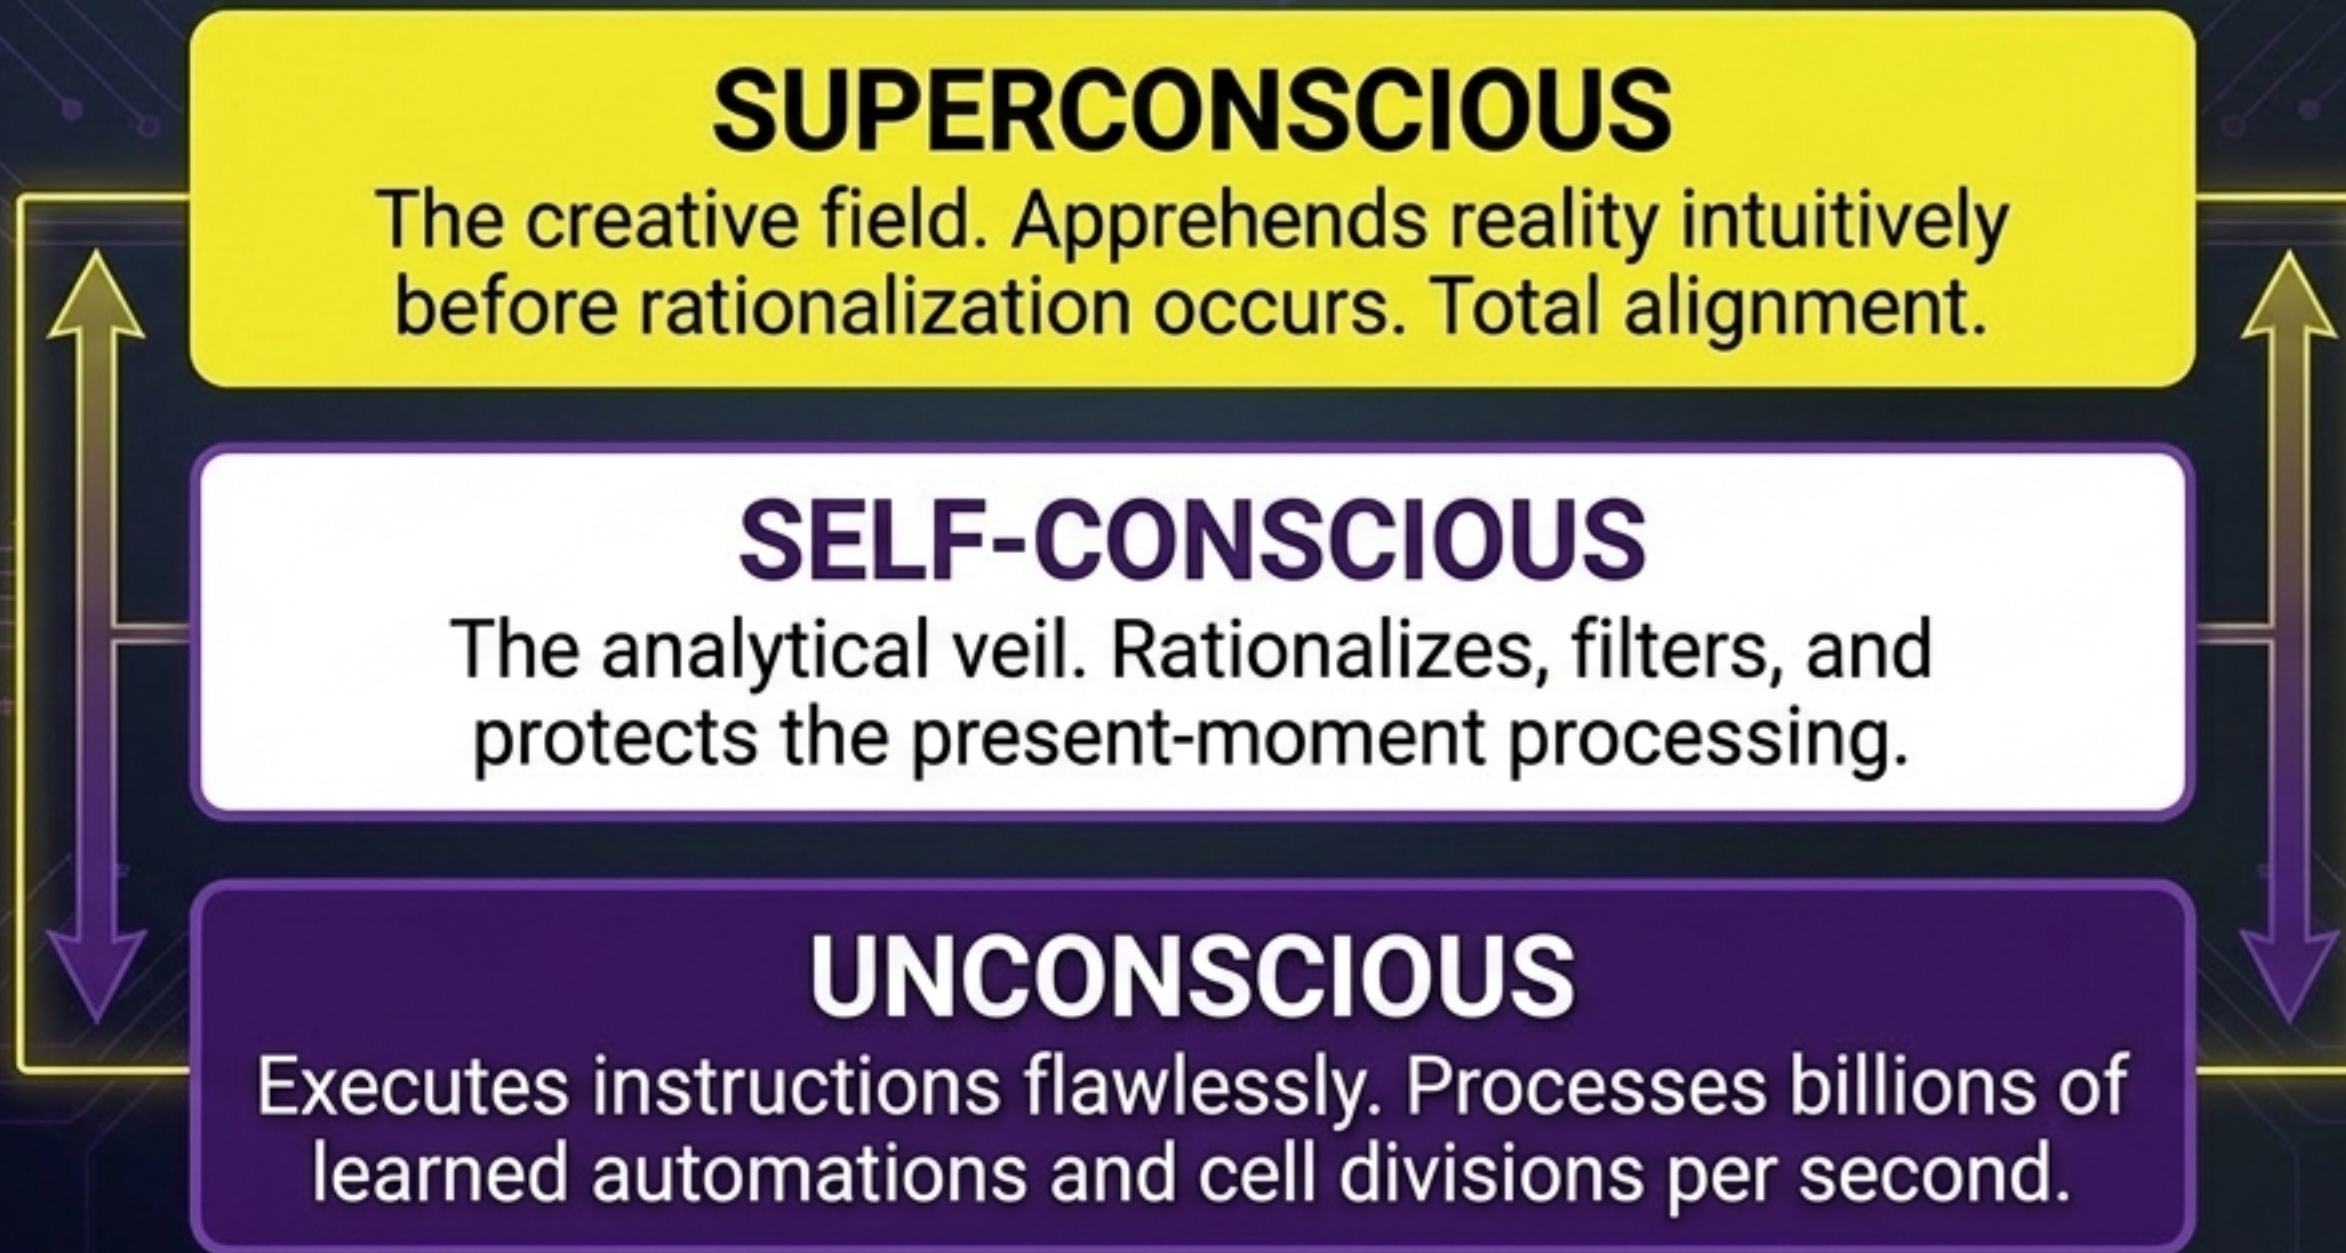 SUPERCONSCIOUS
The creative field. Apprehends reality intuitively
before rationalization occurs. Total alignment.
SELF-CONSCIOUS
The analytical veil. Rationalizes, filters, and
protects the present-moment processing.
UNCONSCIOUS
Executes instructions flawlessly. Processes billions of
learned automations and cell divisions per second.